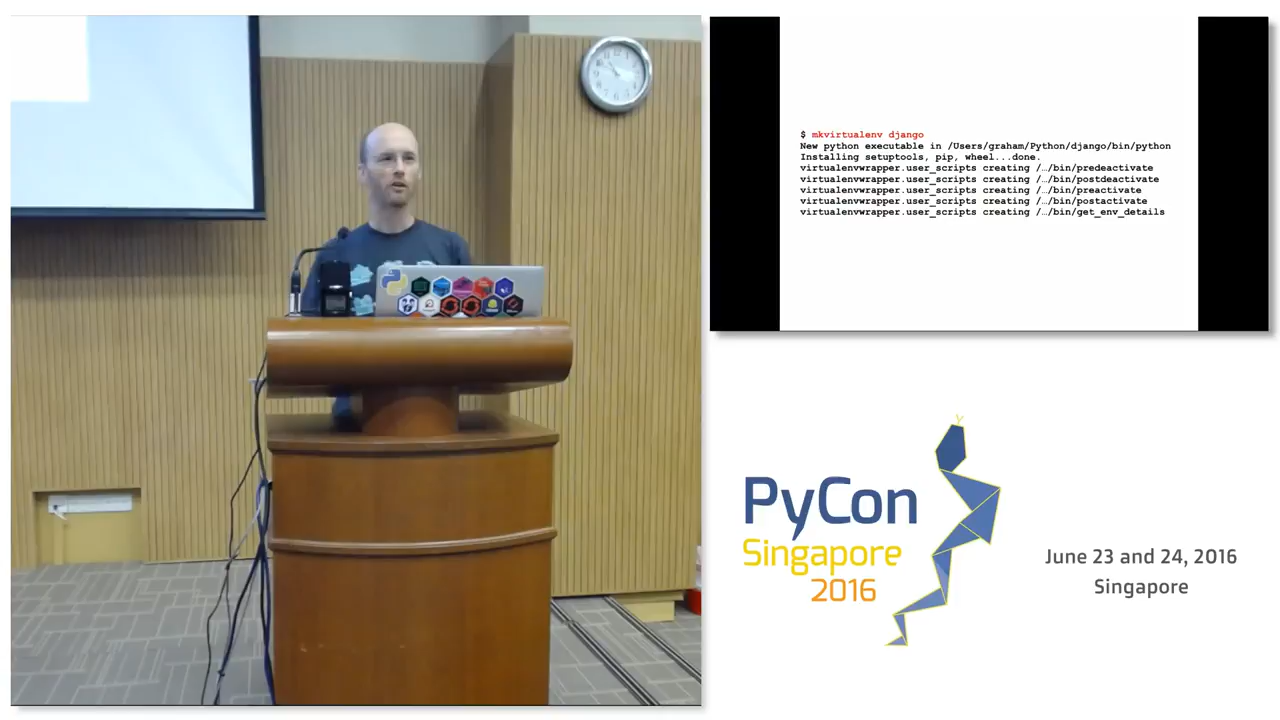 $ mkvirtualenv django
New python executable in /Users/graham/Python/django/bin/python
Installing setuptools, pip, wheel...done.
virtualenvwrapper.user_scripts creating /…/bin/predeactivate
virtualenvwrapper.user_scripts creating /…/bin/postdeactivate
virtualenvwrapper.user_scripts creating /…/bin/preactivate
virtualenvwrapper.user_scripts creating /…/bin/postactivate
virtualenvwrapper.user_scripts creating /…/bin/get_env_details
PyCon
Singapore
2016
June 23 and 24, 2016
Singapore